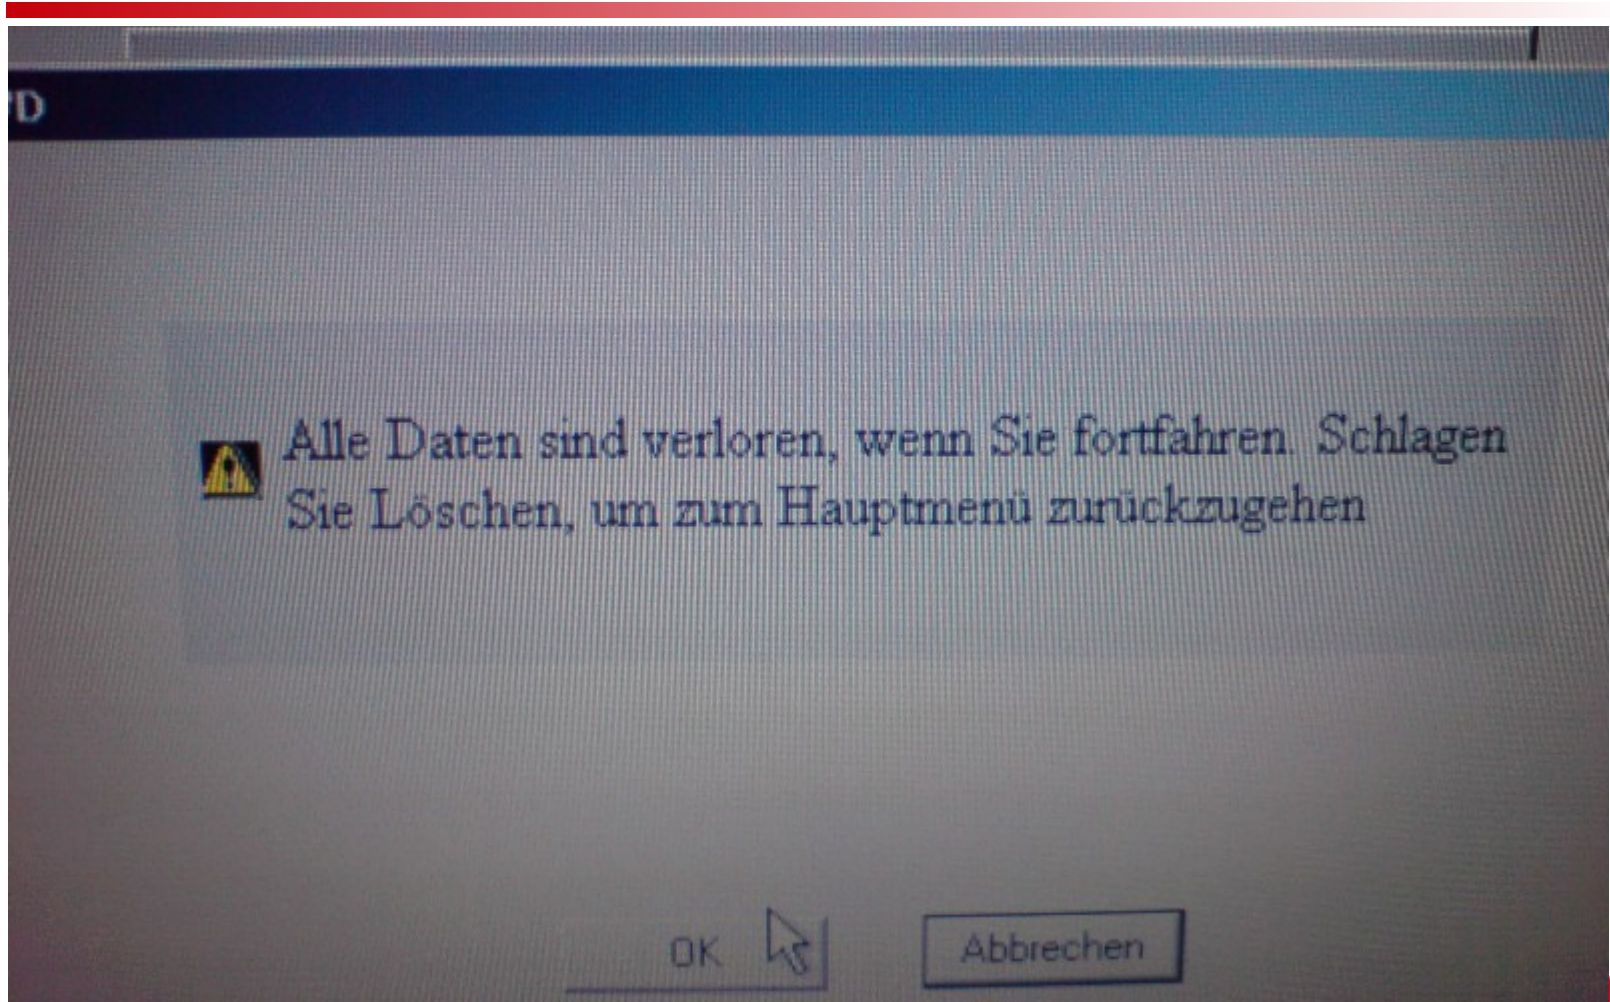 D
Alle Daten sind verloren, wenn Sie fortfahren. Schlagen
Sie Löschen, um zum Hauptmenü zurückzugehen
OK
Abbrechen